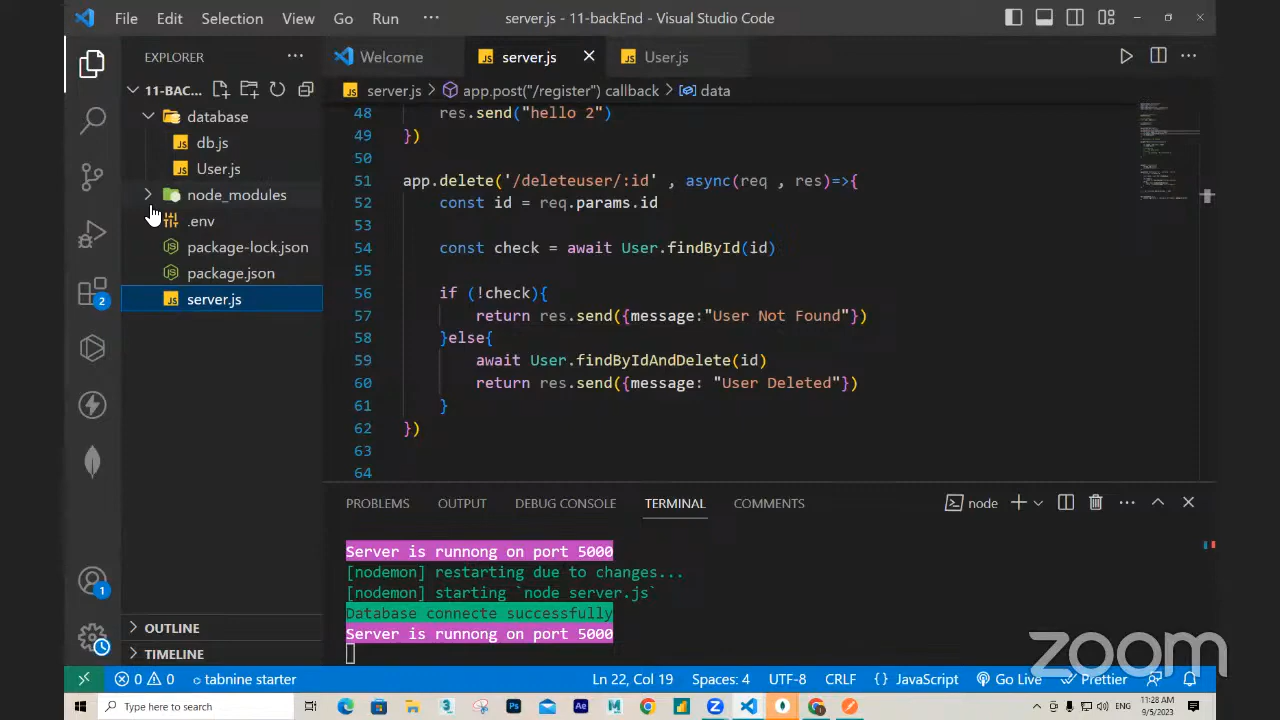 File Edit Selection View Go Run ··· server.js - 11-backEnd - Visual Studio Code
EXPLORER ··· Welcome server.js User.js
11-BAC... server.js > app.post("/register") callback > data
database
db.js
User.js
node_modules
.env
package-lock.json
package.json
server.js
48 res.send("hello 2")
49 })
50
51 app.delete('/deleteuser/:id' , async(req , res)=>{
52 const id = req.params.id
53
54 const check = await User.findById(id)
55
56 if (!check){
57 return res.send({message:"User Not Found"})
58 }else{
59 await User.findByIdAndDelete(id)
60 return res.send({message: "User Deleted"})
61 }
62 })
63
64
PROBLEMS OUTPUT DEBUG CONSOLE TERMINAL COMMENTS node
Server is runnong on port 5000
[nodemon] restarting due to changes...
[nodemon] starting `node server.js`
Database connecte successfully
Server is runnong on port 5000
2
1
OUTLINE
TIMELINE
zoom
0 0 tabnine starter Ln 22, Col 19 Spaces: 4 UTF-8 CRLF {} JavaScript Go Live Prettier
Type here to search
ENG
11:28 AM
9/5/2023